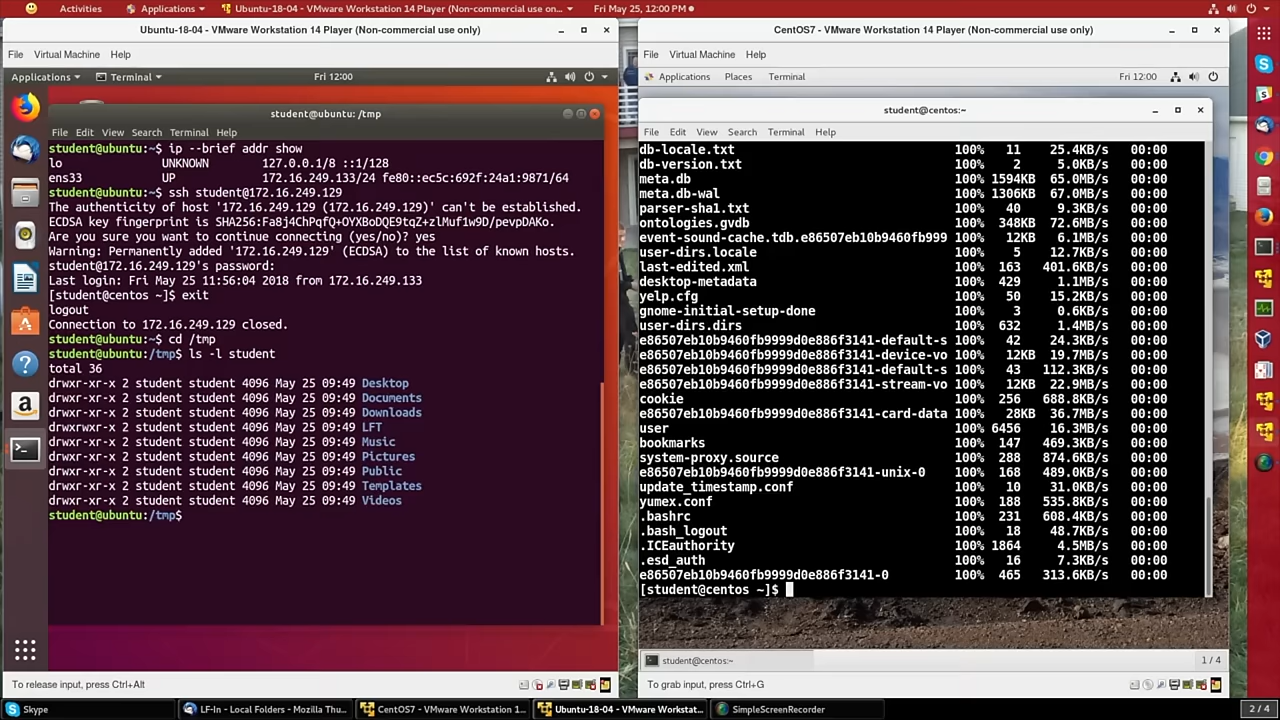 Activities Applications Ubuntu-18-04 - VMware Workstation 14 Player (Non-commercial use on... Fri May 25, 12:00 PM
Ubuntu-18-04 - VMware Workstation 14 Player (Non-commercial use only)
File Virtual Machine Help
Applications Terminal Fri 12:00
student@ubuntu: /tmp
File Edit View Search Terminal Help
student@ubuntu:~$ ip --brief addr show
lo UNKNOWN 127.0.0.1/8 ::1/128
ens33 UP 172.16.249.133/24 fe80::ec5c:692f:24a1:9871/64
student@ubuntu:~$ ssh student@172.16.249.129
The authenticity of host '172.16.249.129 (172.16.249.129)' can't be established.
ECDSA key fingerprint is SHA256:Fa8j4ChPqfQ+OYXBoDQE9tqZ+zlMuf1w9D/pevpDAKo.
Are you sure you want to continue connecting (yes/no)? yes
Warning: Permanently added '172.16.249.129' (ECDSA) to the list of known hosts.
student@172.16.249.129's password:
Last login: Fri May 25 11:56:04 2018 from 172.16.249.133
[student@centos ~]$ exit
logout
Connection to 172.16.249.129 closed.
student@ubuntu:~$ cd /tmp
student@ubuntu:/tmp$ ls -l student
total 36
drwxr-xr-x 2 student student 4096 May 25 09:49 Desktop
drwxr-xr-x 2 student student 4096 May 25 09:49 Documents
drwxr-xr-x 2 student student 4096 May 25 09:49 Downloads
drwxrwxr-x 2 student student 4096 May 25 09:49 LFT
drwxr-xr-x 2 student student 4096 May 25 09:49 Music
drwxr-xr-x 2 student student 4096 May 25 09:49 Pictures
drwxr-xr-x 2 student student 4096 May 25 09:49 Public
drwxr-xr-x 2 student student 4096 May 25 09:49 Templates
drwxr-xr-x 2 student student 4096 May 25 09:49 Videos
student@ubuntu:/tmp$
To release input, press Ctrl+Alt
CentOS7 - VMware Workstation 14 Player (Non-commercial use only)
File Virtual Machine Help
Applications Places Terminal Fri 12:00
student@centos:~
File Edit View Search Terminal Help
db-locale.txt 100% 11 25.4KB/s 00:00
db-version.txt 100% 2 5.0KB/s 00:00
meta.db 100% 1594KB 65.0MB/s 00:00
meta.db-wal 100% 1306KB 67.0MB/s 00:00
parser-sha1.txt 100% 40 9.3KB/s 00:00
ontologies.gvdb 100% 348KB 72.6MB/s 00:00
event-sound-cache.tdb.e86507eb10b9460fb999 100% 12KB 6.1MB/s 00:00
user-dirs.locale 100% 5 12.7KB/s 00:00
last-edited.xml 100% 163 401.6KB/s 00:00
desktop-metadata 100% 429 1.1MB/s 00:00
yelp.cfg 100% 50 15.2KB/s 00:00
gnome-initial-setup-done 100% 3 0.6KB/s 00:00
user-dirs.dirs 100% 632 1.4MB/s 00:00
e86507eb10b9460fb9999d0e886f3141-default-s 100% 42 24.3KB/s 00:00
e86507eb10b9460fb9999d0e886f3141-device-vo 100% 12KB 19.7MB/s 00:00
e86507eb10b9460fb9999d0e886f3141-default-s 100% 43 112.3KB/s 00:00
e86507eb10b9460fb9999d0e886f3141-stream-vo 100% 12KB 22.9MB/s 00:00
cookie 100% 256 688.8KB/s 00:00
e86507eb10b9460fb9999d0e886f3141-card-data 100% 28KB 36.7MB/s 00:00
user 100% 6456 16.3MB/s 00:00
bookmarks 100% 147 469.3KB/s 00:00
system-proxy.source 100% 288 874.6KB/s 00:00
e86507eb10b9460fb9999d0e886f3141-unix-0 100% 168 489.0KB/s 00:00
update_timestamp.conf 100% 10 31.0KB/s 00:00
yumex.conf 100% 188 535.8KB/s 00:00
.bashrc 100% 231 608.4KB/s 00:00
.bash_logout 100% 18 48.7KB/s 00:00
.ICEauthority 100% 1864 4.5MB/s 00:00
.esd_auth 100% 16 7.3KB/s 00:00
e86507eb10b9460fb9999d0e886f3141-0 100% 465 313.6KB/s 00:00
[student@centos ~]$
student@centos:~ 1 / 4
To grab input, press Ctrl+G
Skype LF-In - Local Folders - Mozilla Thu... CentOS7 - VMware Workstation 1... Ubuntu-18-04 - VMware Workstat... SimpleScreenRecorder 2 / 4